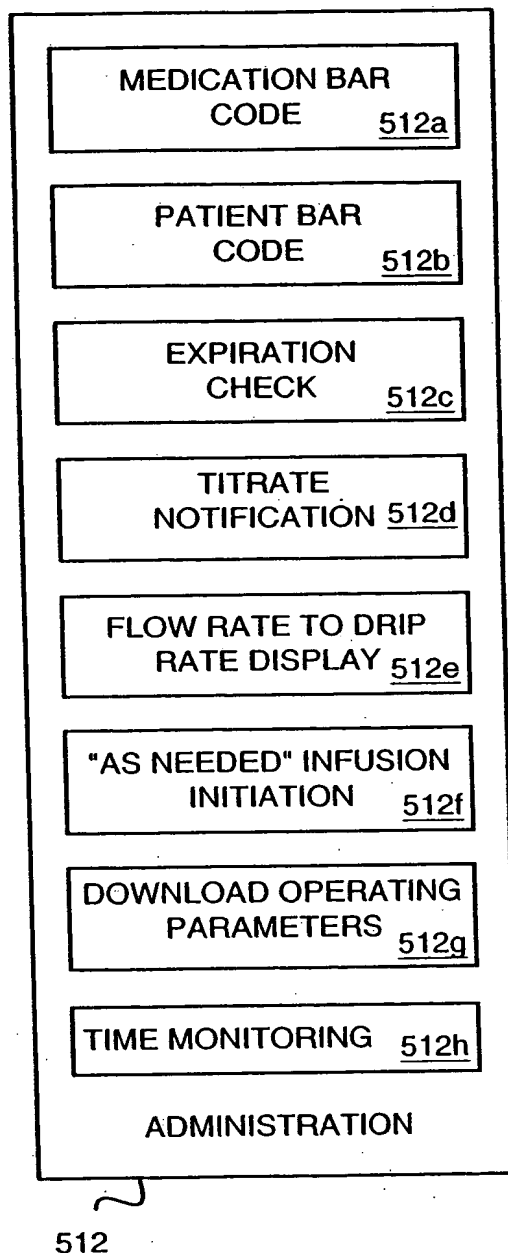 MEDICATION BAR
CODE 512a
PATIENT BAR
CODE 512b
EXPIRATION
CHECK 512c
TITRATE
NOTIFICATION 512d
FLOW RATE TO DRIP
RATE DISPLAY 512e
"AS NEEDED" INFUSION
INITIATION 512f
DOWNLOAD OPERATING
PARAMETERS 512g
TIME MONITORING 512h
ADMINISTRATION
512